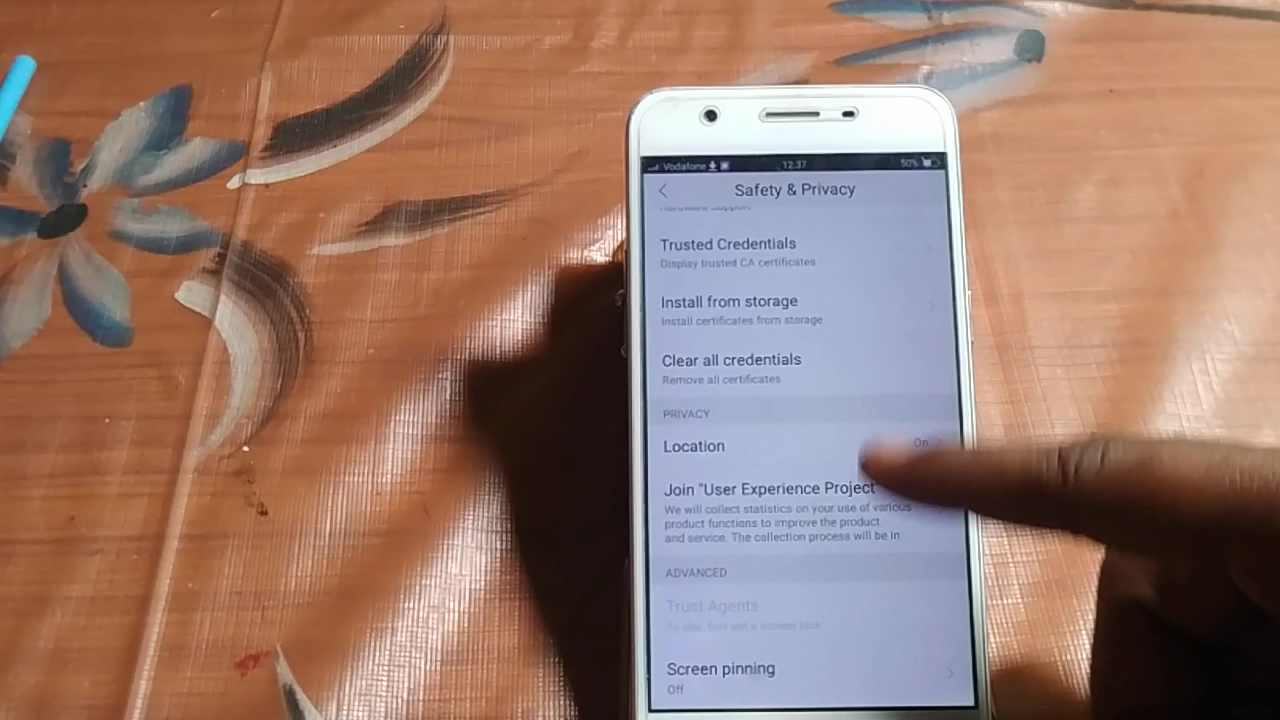 Vodafone 12:37 50%
Safety & Privacy
Hardware Support
Trusted Credentials
Display trusted CA certificates
Install from storage
Install certificates from storage
Clear all credentials
Remove all certificates
PRIVACY
Location On
Join "User Experience Project"
We will collect statistics on your use of various
product functions to improve the product
and service. The collection process will be in
ADVANCED
Trust Agents
To use, first set a screen lock
Screen pinning
Off